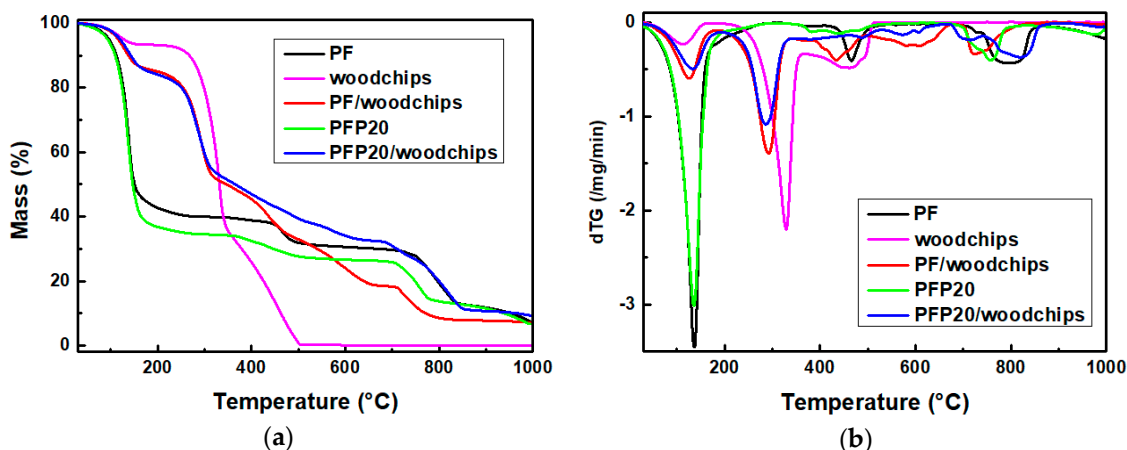 100
80
60
40
20
0
Mass (%)
PF
woodchips
PF/woodchips
PFP20
PFP20/woodchips
200 400 600 800 1000
Temperature (°C)
(a)
0
-1
-2
-3
dTG (/mg/min)
PF
woodchips
PF/woodchips
PFP20
PFP20/woodchips
200 400 600 800 1000
Temperature (°C)
(b)